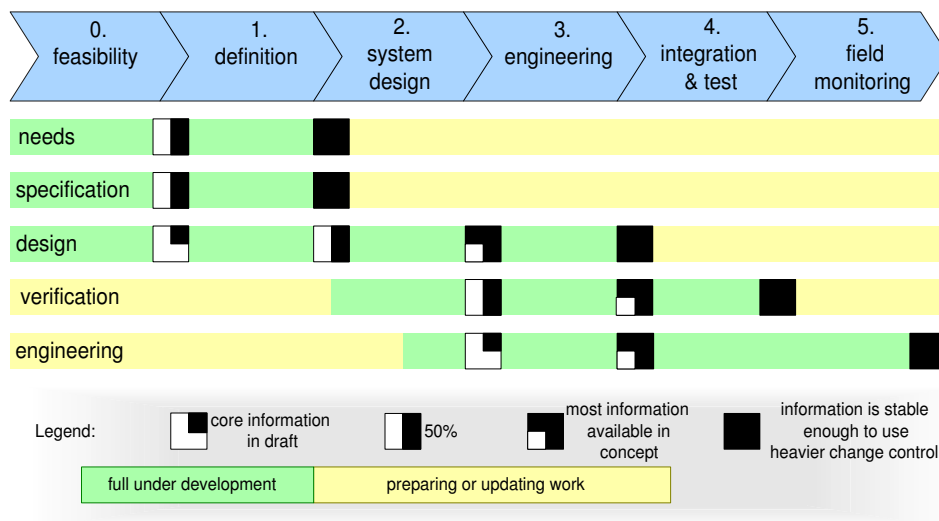 0.
feasibility
1.
definition
2.
system
design
3.
engineering
4.
integration
& test
5.
field
monitoring
needs
specification
design
verification
engineering
Legend:
core information
in draft
50%
most information
available in
concept
information is stable
enough to use
heavier change control
full under development
preparing or updating work